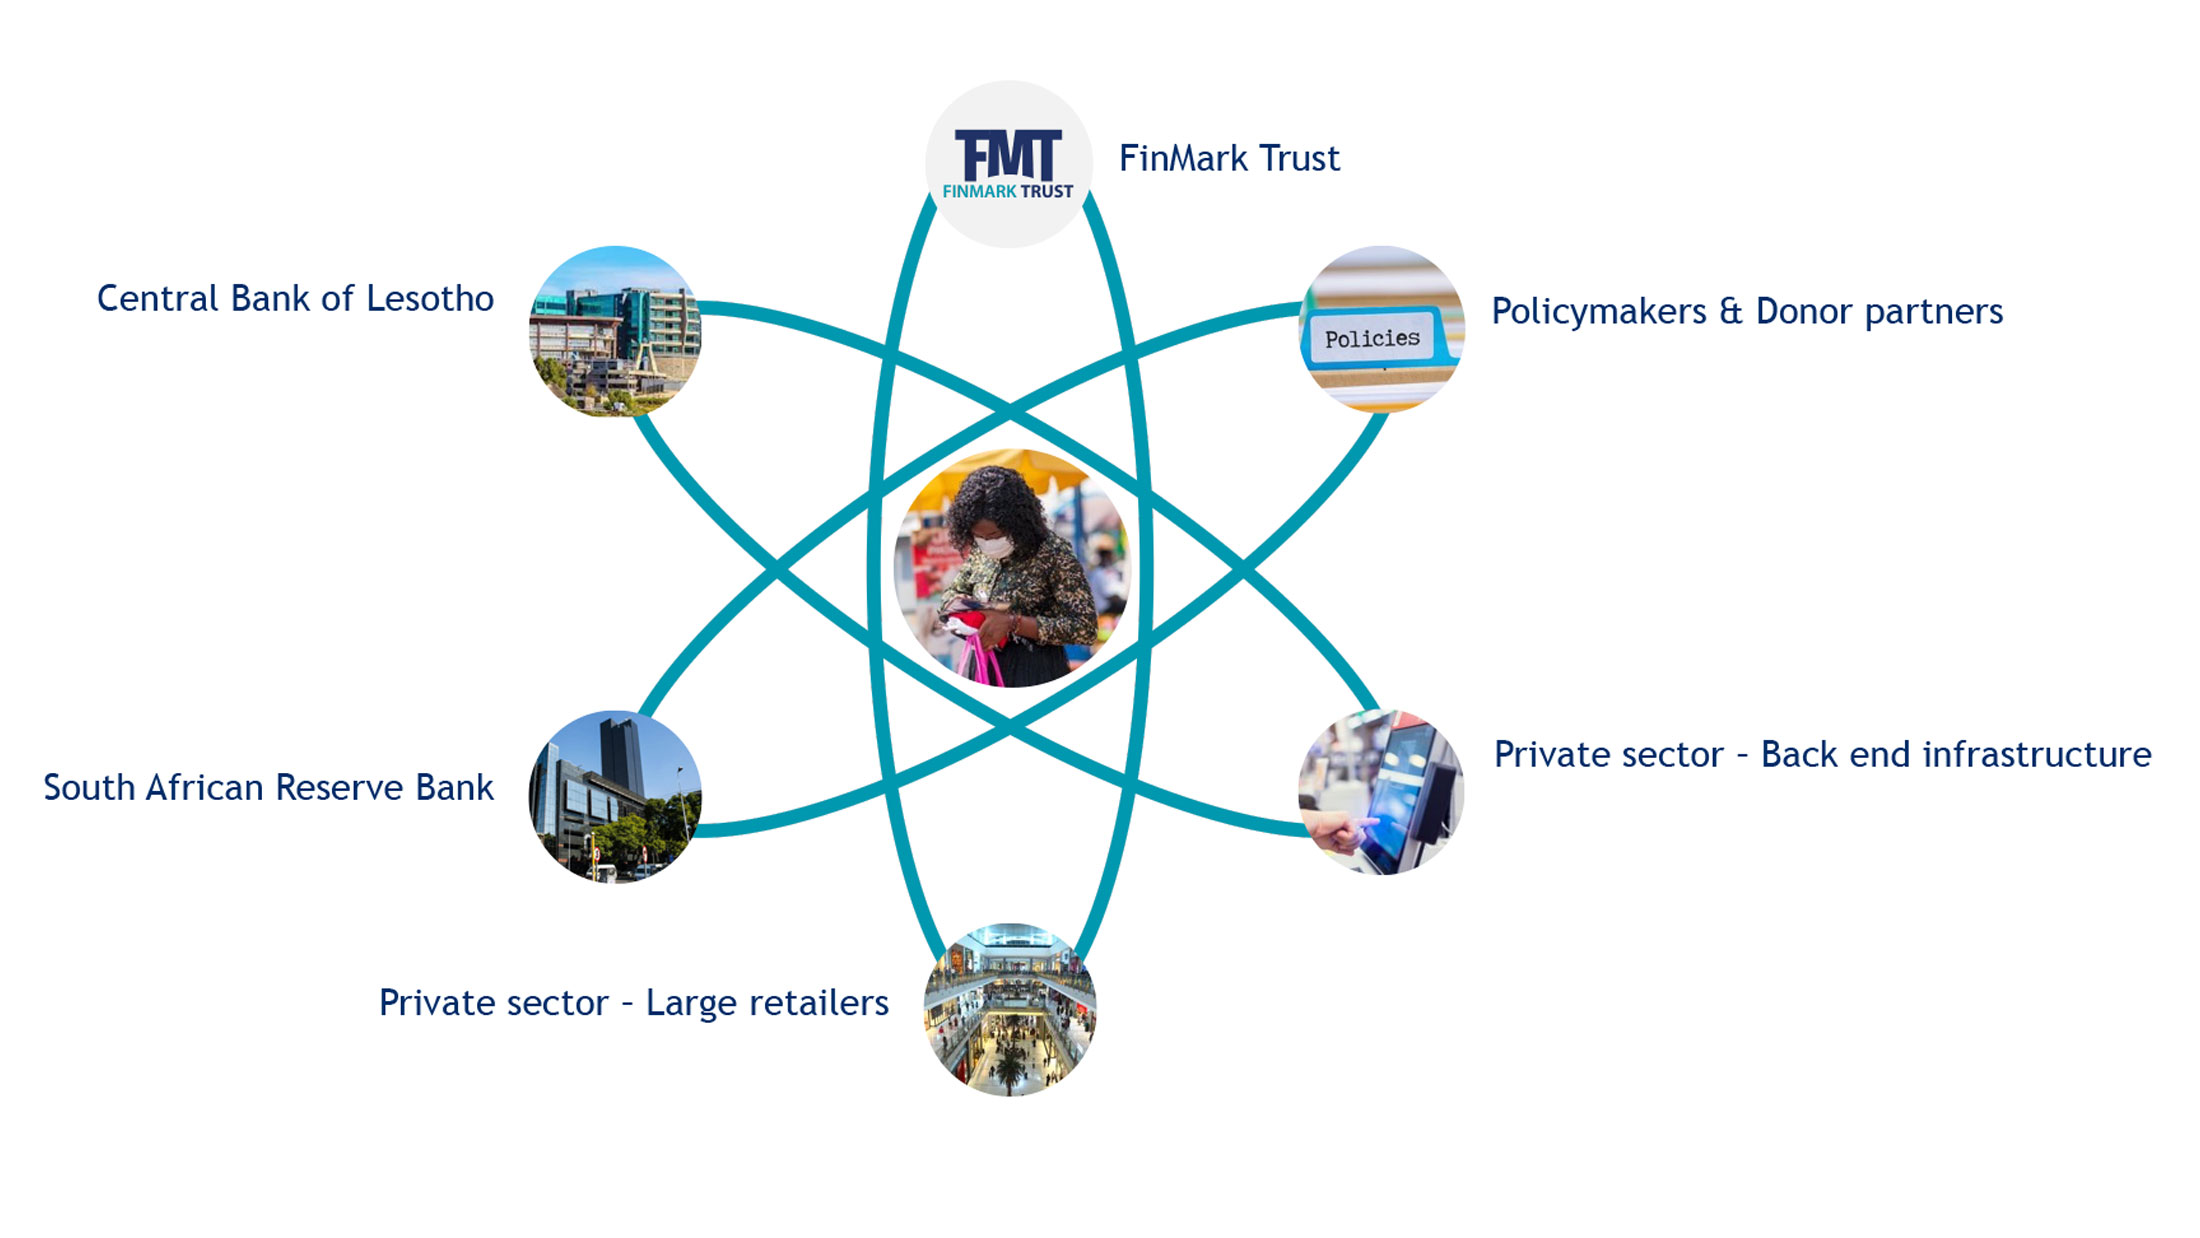 FMT
FINMARK TRUST
FinMark Trust
Central Bank of Lesotho
Policies
Policymakers & Donor partners
South African Reserve Bank
Private sector – Back end infrastructure
Private sector – Large retailers